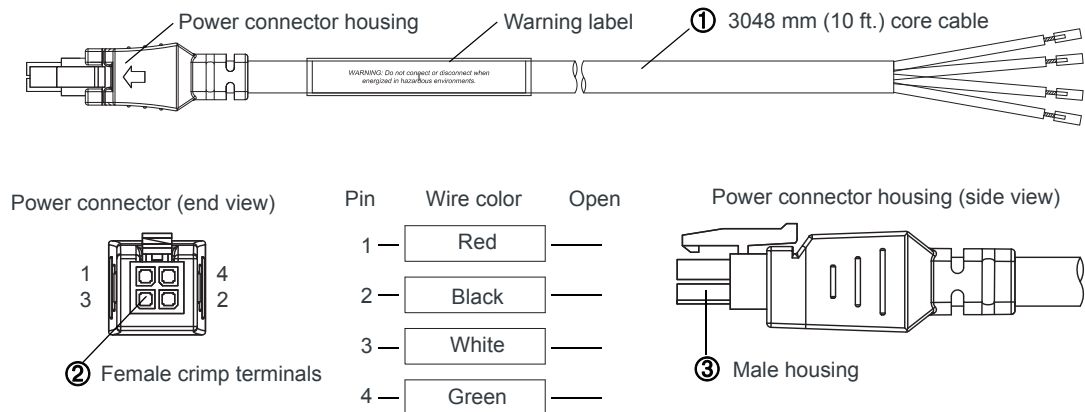 Power connector housing
Warning label
① 3048 mm (10 ft.) core cable
WARNING: Do not connect or disconnect when
energized in hazardous environments.
Power connector (end view)
1 4
3 2
② Female crimp terminals
Pin Wire color Open
1 Red
2 Black
3 White
4 Green
Power connector housing (side view)
③ Male housing